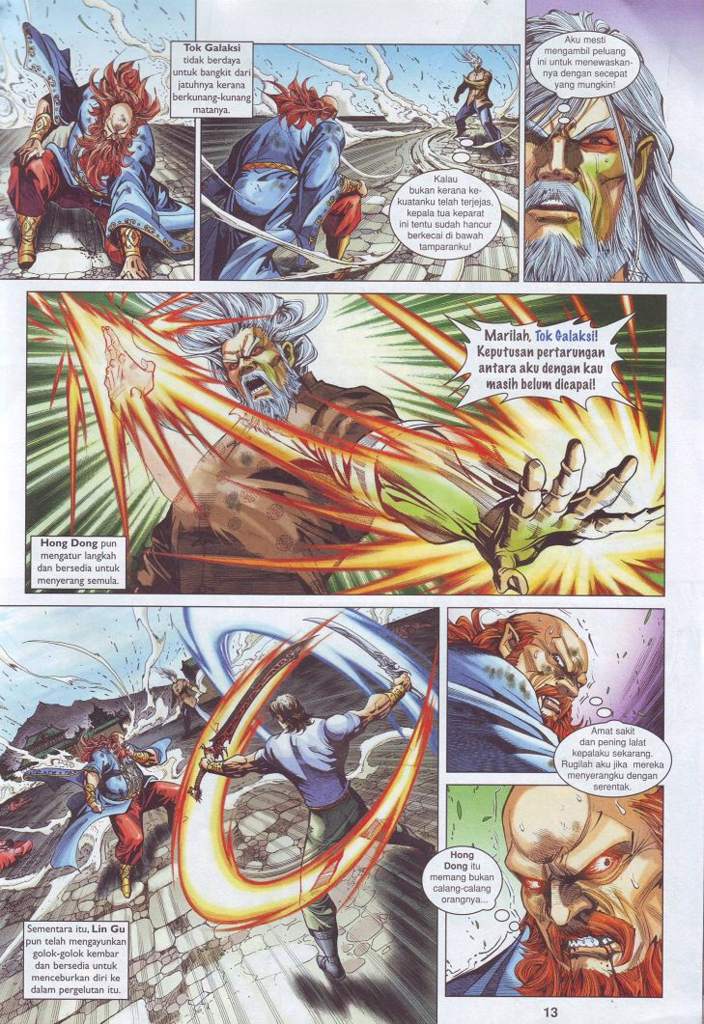 Tok Galaksi
tidak berdaya
untuk bangkit dari
jatuhnya kerana
berkunang-kunang
matanya.
Kalau
bukan kerana ke-
kuatanku telah terjejas,
kepala tua keparat
ini tentu sudah hancur
berkecai di bawah
tamparanku!
Aku mesti
mengambil peluang
ini untuk menewaskan-
nya dengan secepat
yang mungkin!
Marilah, Tok Galaksi!
Keputusan pertarungan
antara aku dengan kau
masih belum dicapai!
Hong Dong pun
mengatur langkah
dan bersedia untuk
menyerang semula.
Sementara itu, Lin Gu
pun telah mengayunkan
golok-golok kembar
dan bersedia untuk
menceburkan diri ke
dalam pergelutan itu.
Amat sakit
dan pening lalat
kepalaku sekarang.
Rugilah aku jika mereka
menyerangku dengan
serentak.
Hong
Dong itu
memang bukan
calang-calang
orangnya...
13